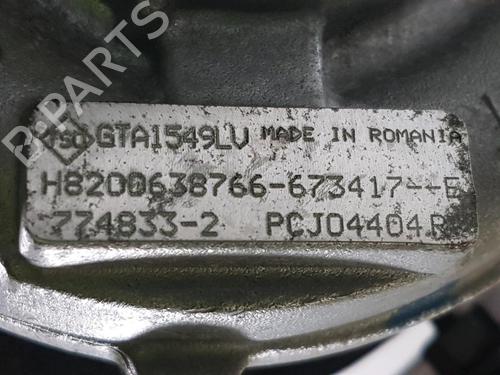 B-PARTS
GTA1549LV MADE IN ROMANIA
H8200638766-673417--E
774833-2 PCJ04404R